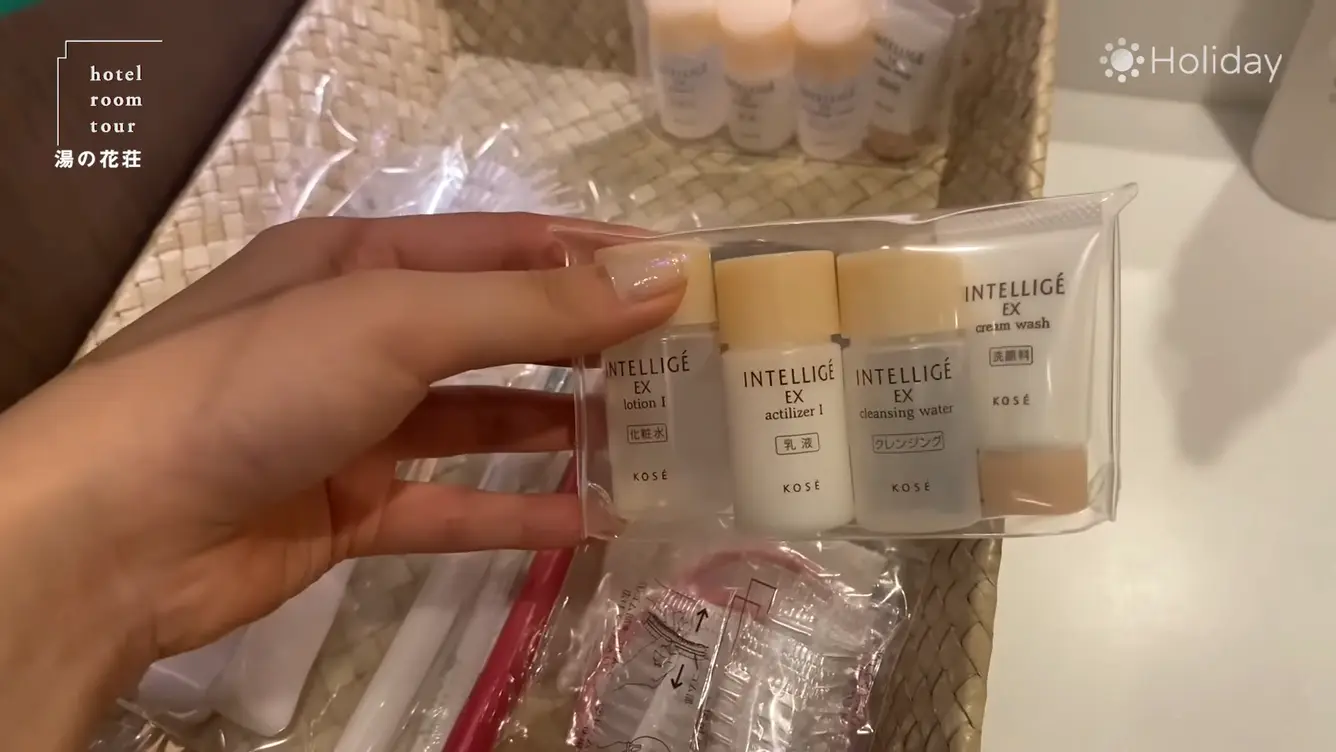 hotel
room
tour
湯の花荘
Holiday
INTELLIGÉ
EX
lotion I
化粧水
KOSÉ
INTELLIGÉ
EX
actilizer I
乳液
KOSÉ
INTELLIGÉ
EX
cleansing water
クレンジング
KOSÉ
INTELLIGÉ
EX
cream wash
洗顔料
KOSÉ